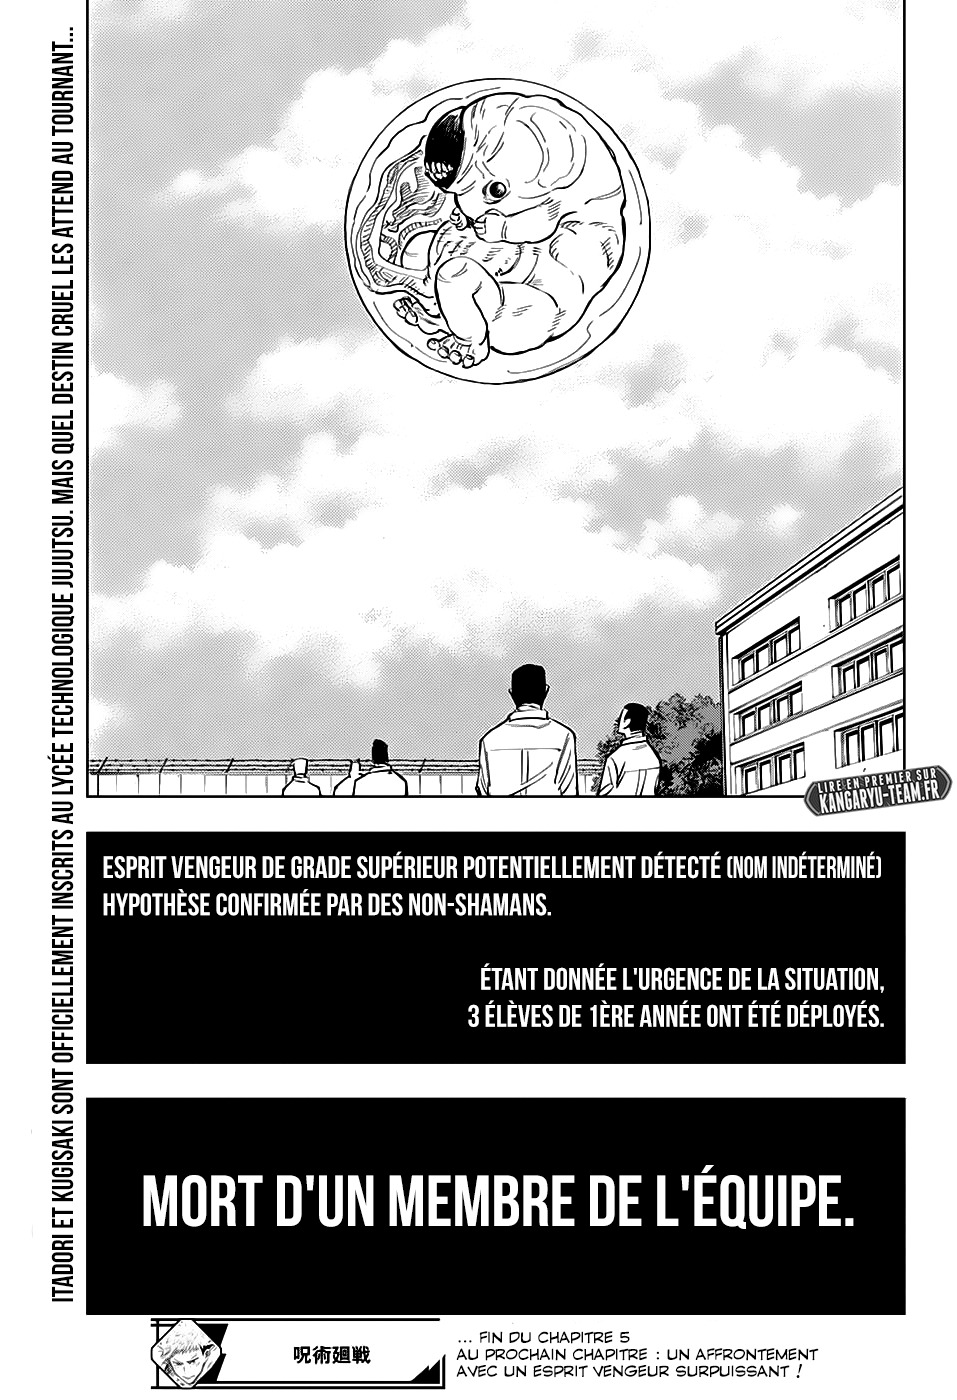 ITADORI ET KUGISAKI SONT OFFICIELLEMENT INSCRITS AU LYCÉE TECHNOLOGIQUE JUJUTSU. MAIS QUEL DESTIN CRUEL LES ATTEND AU TOURNANT...
LIRE EN PREMIER SUR
KANGARYU-TEAM.FR
ESPRIT VENGEUR DE GRADE SUPÉRIEUR POTENTIELLEMENT DÉTECTÉ (NOM INDÉTERMINÉ)
HYPOTHÈSE CONFIRMÉE PAR DES NON-SHAMANS.
ÉTANT DONNÉE L'URGENCE DE LA SITUATION,
3 ÉLÈVES DE 1ÈRE ANNÉE ONT ÉTÉ DÉPLOYÉS.
MORT D'UN MEMBRE DE L'ÉQUIPE.
呪術廻戦
... FIN DU CHAPITRE 5
AU PROCHAIN CHAPITRE : UN AFFRONTEMENT
AVEC UN ESPRIT VENGEUR SURPUISSANT !